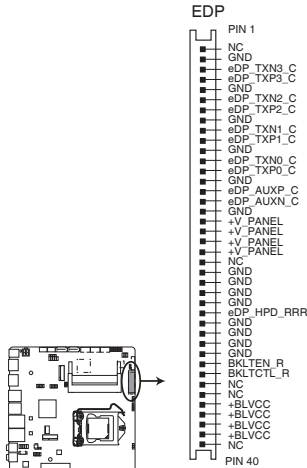 EDP
PIN 1
NC
GND
eDP_TXN3_C
eDP_TXP3_C
GND
eDP_TXN2_C
eDP_TXP2_C
GND
eDP_TXN1_C
eDP_TXP1_C
GND
eDP_TXN0_C
eDP_TXP0_C
GND
eDP_AUXP_C
eDP_AUXN_C
GND
+V_PANEL
+V_PANEL
+V_PANEL
+V_PANEL
NC
GND
GND
GND
GND
eDP_HPD_RRR
GND
GND
GND
GND
BKLTEN_R
BKLTCTL_R
NC
NC
+BLVCC
+BLVCC
+BLVCC
+BLVCC
NC
PIN 40